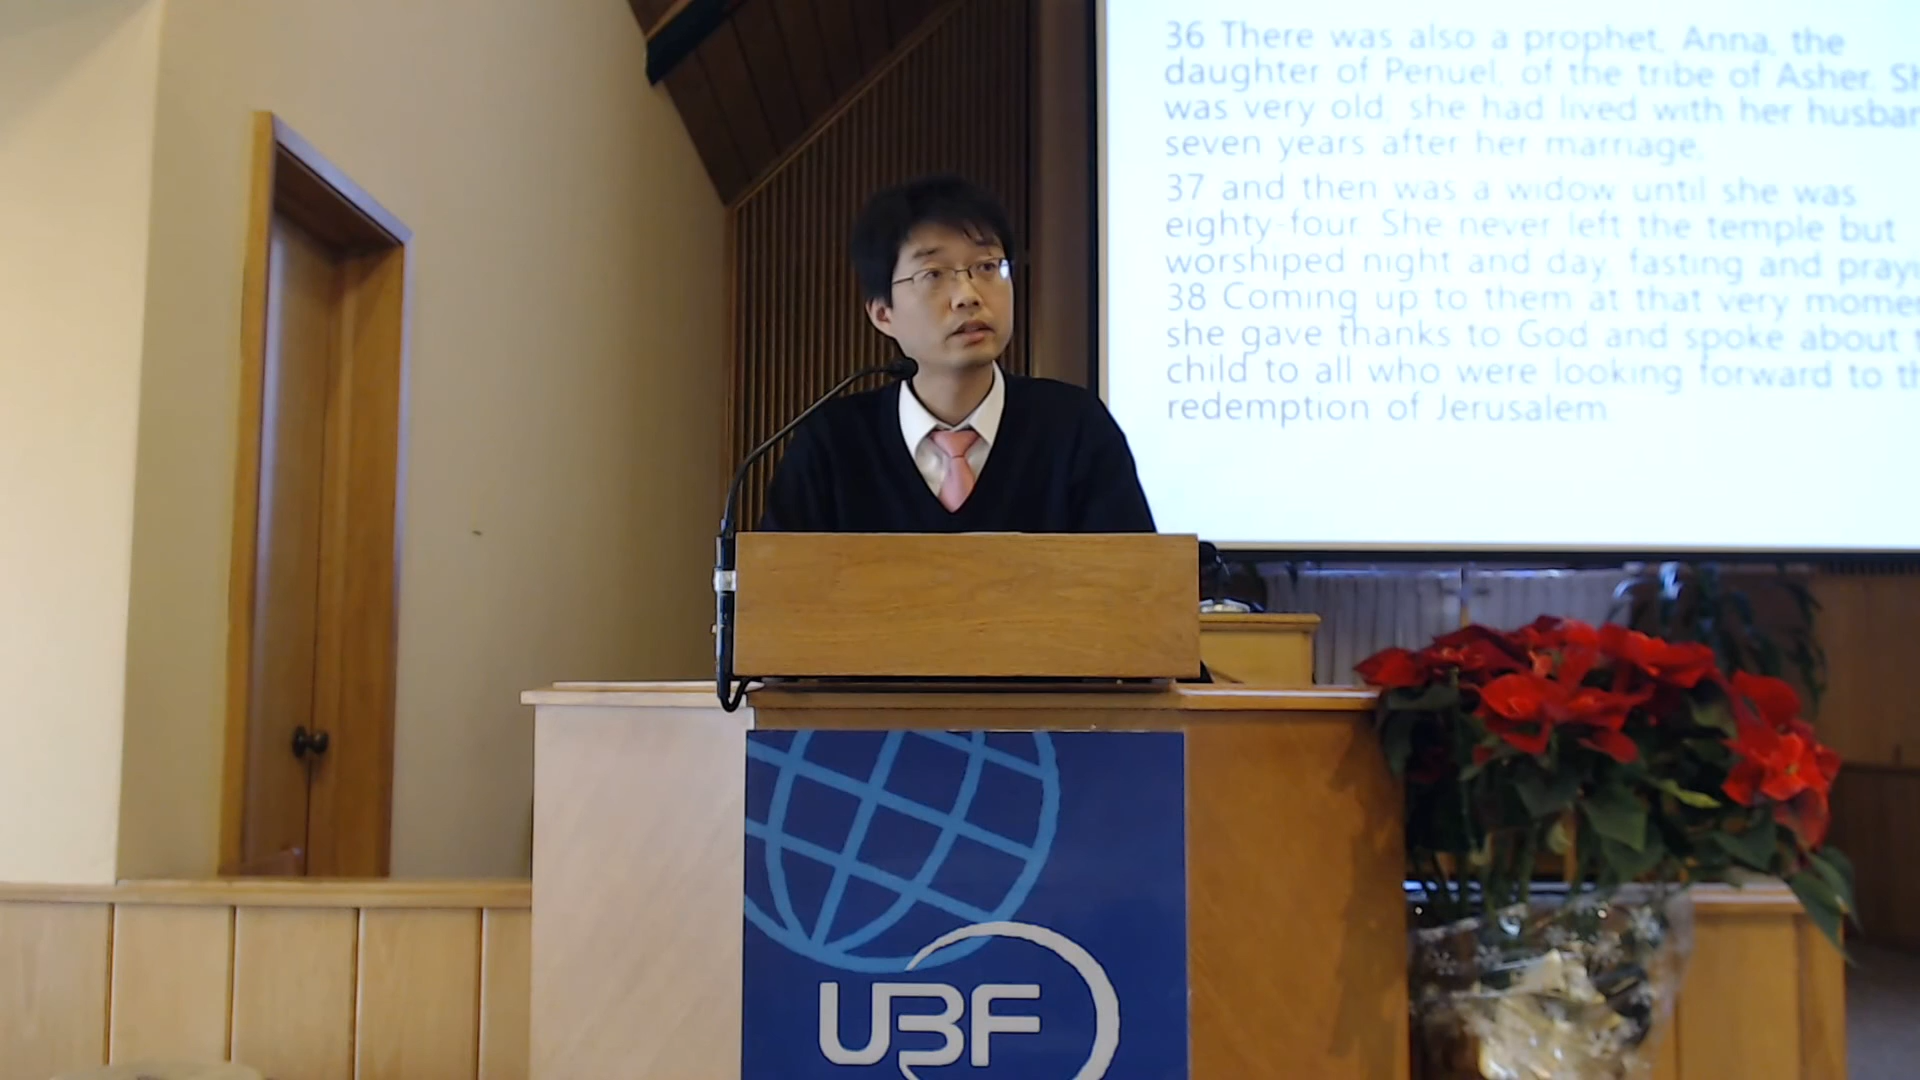 36 There was also a prophet, Anna, the
daughter of Penuel, of the tribe of Asher. Sh
was very old; she had lived with her husban
seven years after her marriage,
37 and then was a widow until she was
eighty-four. She never left the temple but
worshiped night and day, fasting and prayi
38 Coming up to them at that very mome
she gave thanks to God and spoke about t
child to all who were looking forward to th
redemption of Jerusalem
UBF